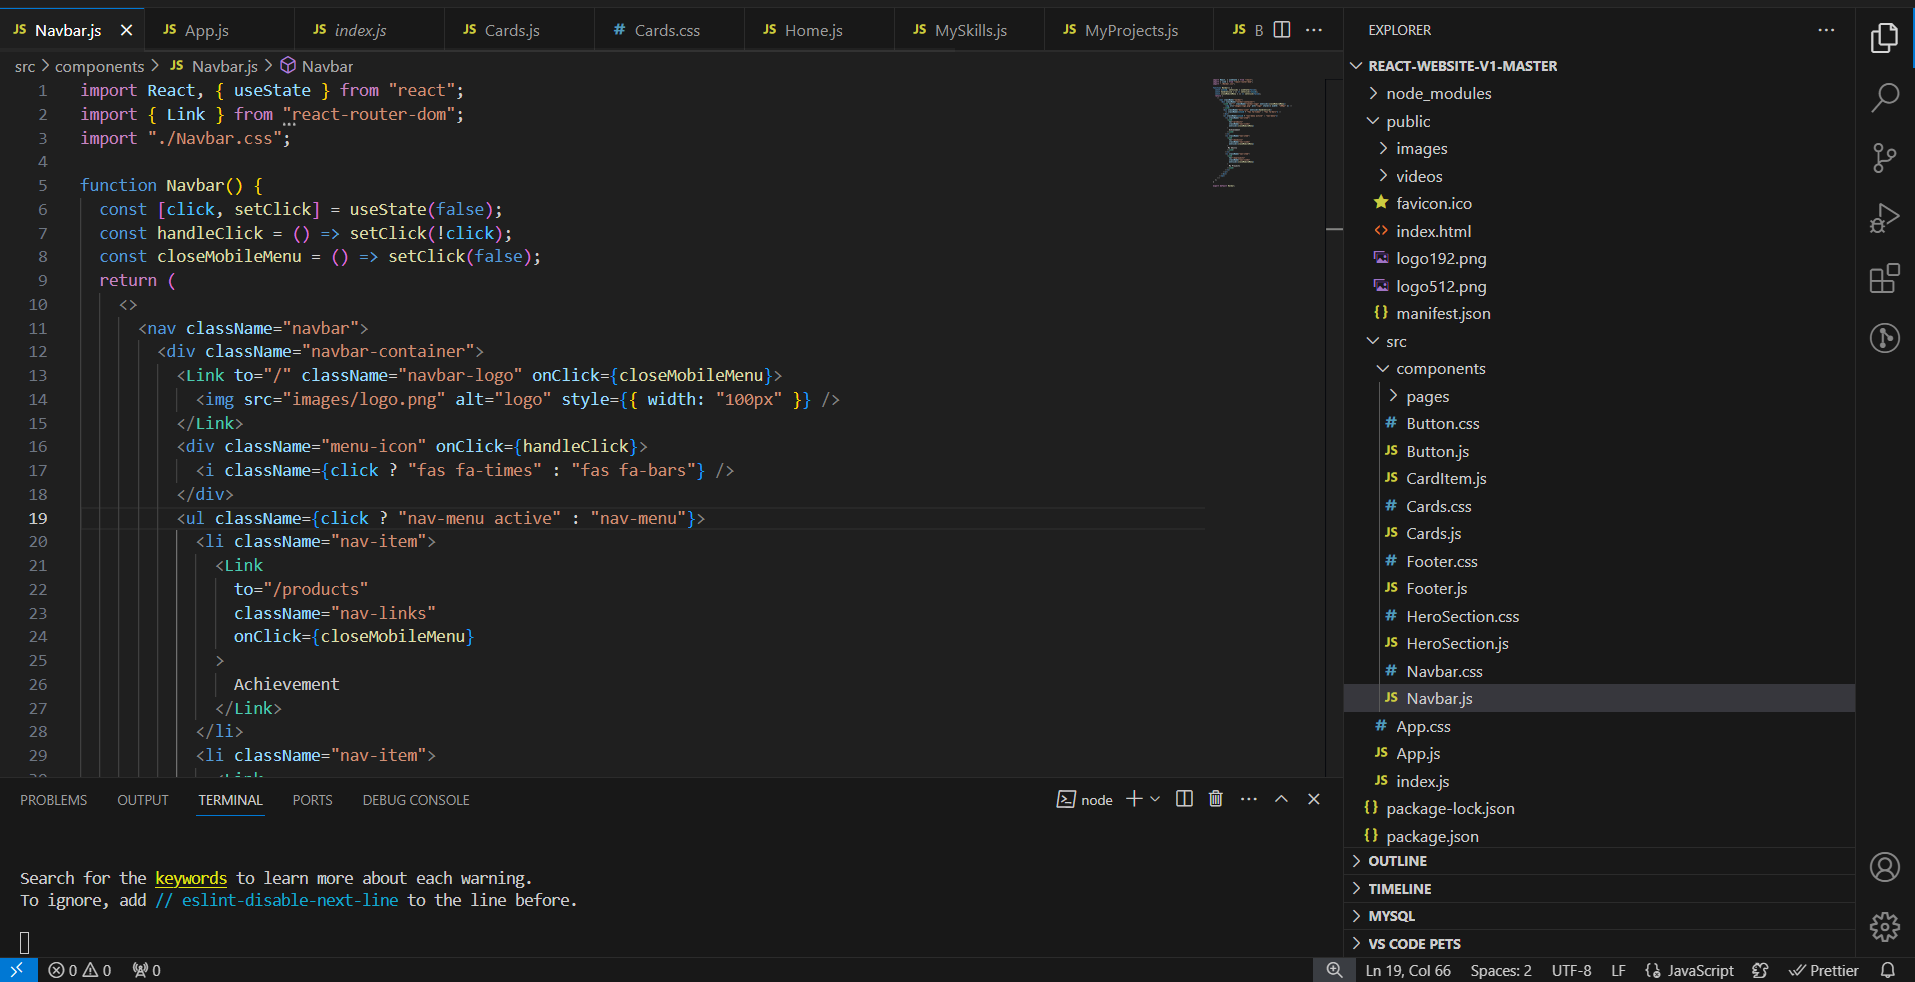 JS Navbar.js
JS App.js
JS index.js
JS Cards.js
# Cards.css
JS Home.js
JS MySkills.js
JS MyProjects.js
JS B
src > components > JS Navbar.js > Navbar
1 import React, { useState } from "react";
2 import { Link } from "react-router-dom";
3 import "./Navbar.css";
4
5 function Navbar() {
6 const [click, setClick] = useState(false);
7 const handleClick = () => setClick(!click);
8 const closeMobileMenu = () => setClick(false);
9 return (
10 <>
11 <nav className="navbar">
12 <div className="navbar-container">
13 <Link to="/" className="navbar-logo" onClick={closeMobileMenu}>
14 <img src="images/logo.png" alt="logo" style={{ width: "100px" }} />
15 </Link>
16 <div className="menu-icon" onClick={handleClick}>
17 <i className={click ? "fas fa-times" : "fas fa-bars"} />
18 </div>
19 <ul className={click ? "nav-menu active" : "nav-menu"}>
20 <li className="nav-item">
21 <Link
22 to="/products"
23 className="nav-links"
24 onClick={closeMobileMenu}
25 >
26 Achievement
27 </Link>
28 </li>
29 <li className="nav-item">
PROBLEMS OUTPUT TERMINAL PORTS DEBUG CONSOLE
node
Search for the keywords to learn more about each warning.
To ignore, add // eslint-disable-next-line to the line before.
EXPLORER
REACT-WEBSITE-V1-MASTER
node_modules
public
images
videos
favicon.ico
<> index.html
logo192.png
logo512.png
{} manifest.json
src
components
pages
# Button.css
JS Button.js
JS CardItem.js
# Cards.css
JS Cards.js
# Footer.css
JS Footer.js
# HeroSection.css
JS HeroSection.js
# Navbar.css
JS Navbar.js
# App.css
JS App.js
JS index.js
{} package-lock.json
{} package.json
OUTLINE
TIMELINE
MYSQL
VS CODE PETS
0 0 0
Ln 19, Col 66 Spaces: 2 UTF-8 LF JavaScript Prettier